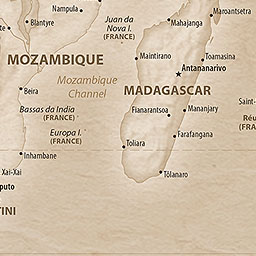 Nampula
Maroantsetra
Blantyre
Juan da
Nova I.
(FRANCE)
Mahajanga
Maintirano
Toamasina
Antananarivo
MOZAMBIQUE
Mozambique
Channel
MADAGASCAR
Beira
Bassas da India
(FRANCE)
Fianarantsoa
Mananjary
Saint-
Réu
(FRA
Europa I.
(FRANCE)
Farafangana
Toliara
Inhambane
Xai-Xai
Tôlanaro
puto
TINI